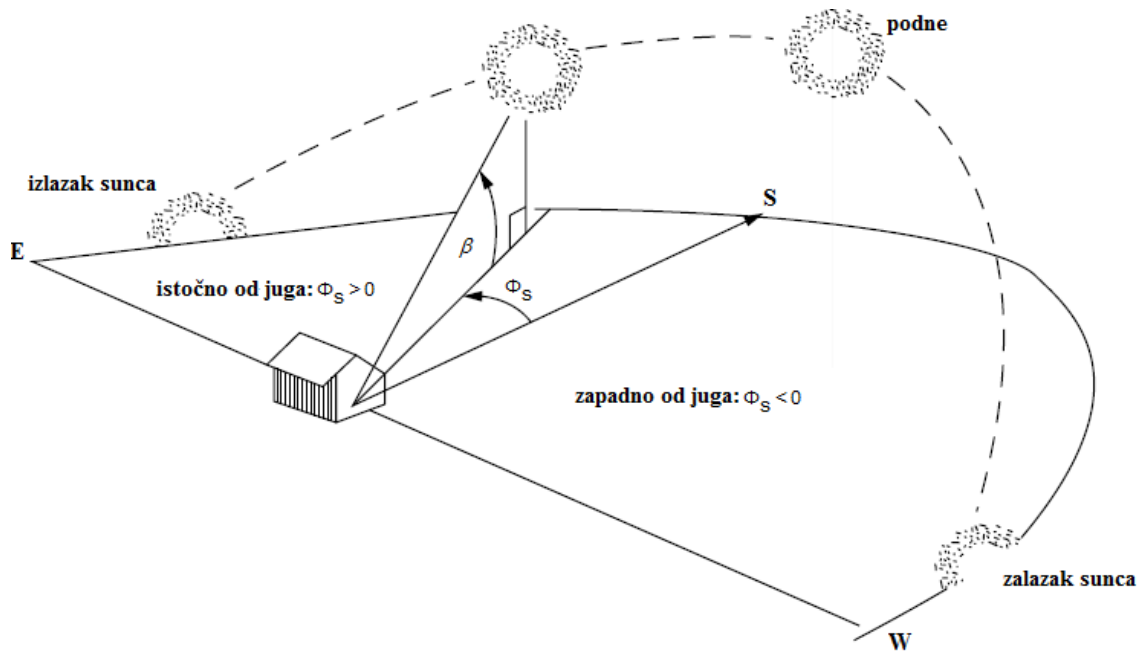 podne
izlazak sunca
S
E
β
istočno od juga: ΦS > 0
ΦS
zapadno od juga: ΦS < 0
zalazak sunca
W